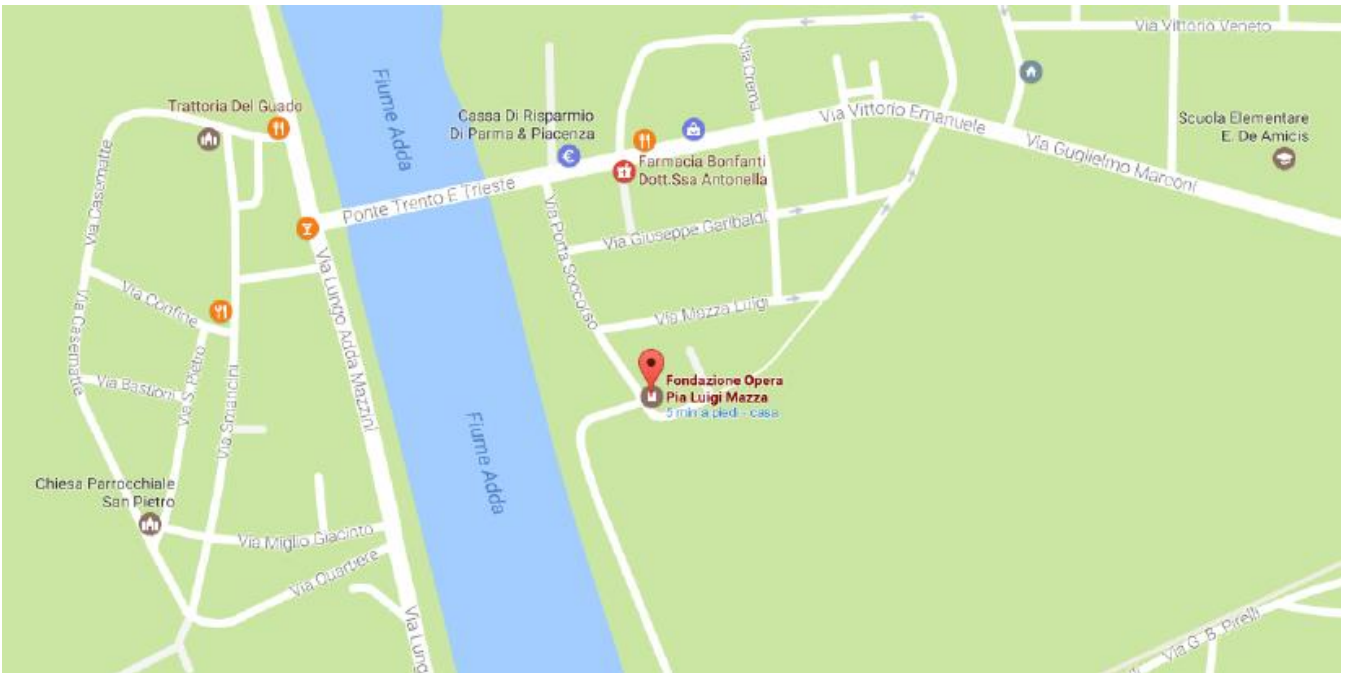 Via Vittorio Veneto
Fiume Adda
Trattoria Del Guado
Cassa Di Risparmio
Di Parma & Piacenza
€
Via Crema
Via Vittorio Emanuele
Via Guglielmo Marconi
Scuola Elementare
E. De Amicis
Farmacia Bonfanti
Dott.Ssa Antonella
Ponte Trento E Trieste
Via Casematte
Via Porta Soccorso
Via Giuseppe Garibaldi
Via Lungo Adda Mazzini
Via Confine
Via Casematte
Via Mazza Luigi
Via Bastioni
Via S. Pietro
Via Smancini
Fondazione Opera
Pia Luigi Mazza
5 min a piedi - casa
Fiume Adda
Chiesa Parrocchiale
San Pietro
Via Miglio Giacinto
Via Quartiere
Via Lung
Via G. B. Pirelli